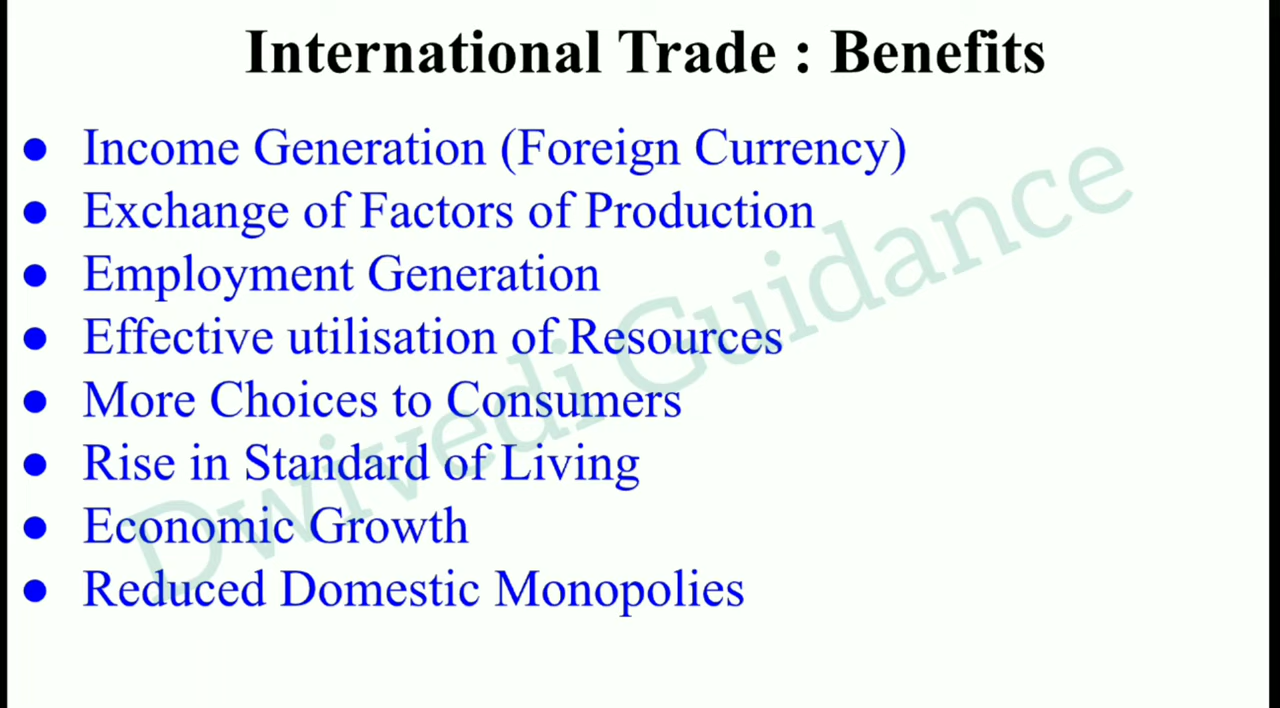 International Trade : Benefits
● Income Generation (Foreign Currency)
● Exchange of Factors of Production
● Employment Generation
● Effective utilisation of Resources
● More Choices to Consumers
● Rise in Standard of Living
● Economic Growth
● Reduced Domestic Monopolies
Dwivedi Guidance